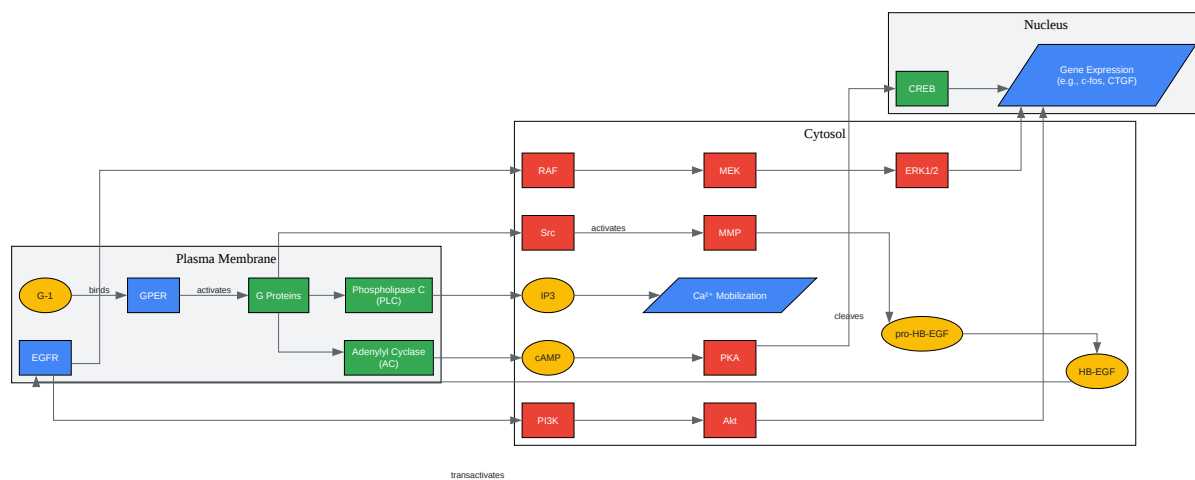 Nucleus
Gene Expression
(e.g., c-fos, CTGF)
CREB
Cytosol
RAF
MEK
ERK1/2
Src
activates
MMP
Plasma Membrane
G-1
binds
GPER
activates
G Proteins
Phospholipase C
(PLC)
IP3
Ca²⁺ Mobilization
cleaves
pro-HB-EGF
EGFR
Adenylyl Cyclase
(AC)
cAMP
PKA
HB-EGF
PI3K
Akt
transactivates